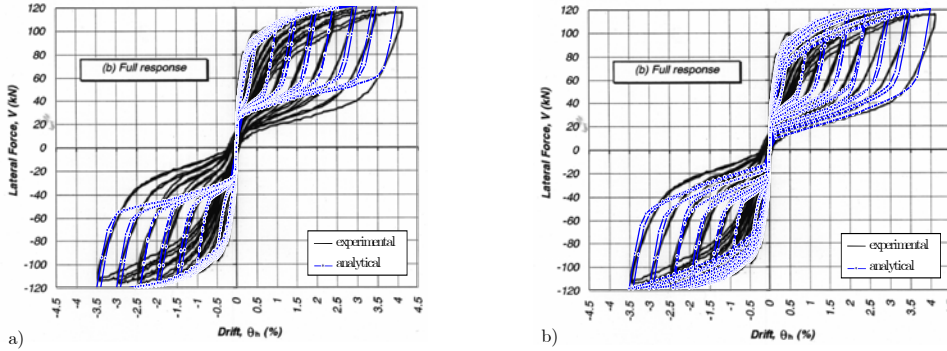 120
100
80
60
40
20
0
-20
-40
-60
-80
-100
-120
Lateral Force, V (kN)
(b) Full response
experimental
analytical
-4.5 -4 -3.5 -3 -2.5 -2 -1.5 -1 -0.5 0 0.5 1 1.5 2 2.5 3 3.5 4 4.5
Drift, θh (%)
a)
120
100
80
60
40
20
0
-20
-40
-60
-80
-100
120
Lateral Force, V (kN)
(b) Full response
experimental
analytical
-4.5 -4 -3.5 -3 -2.5 -2 -1.5 -1 -0.5 0 0.5 1 1.5 2 2.5 3 3.5 4 4.5
Drift, θh (%)
b)